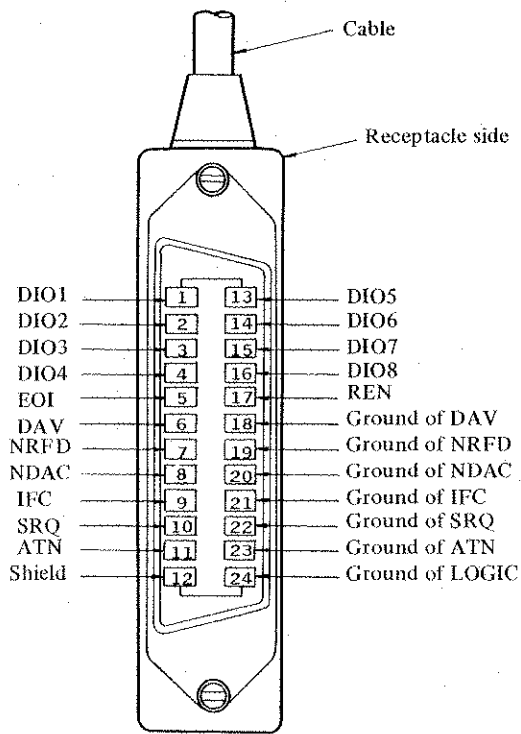 Cable
Receptacle side
DIO1 1 13 DIO5
DIO2 2 14 DIO6
DIO3 3 15 DIO7
DIO4 4 16 DIO8
EOI 5 17 REN
DAV 6 18 Ground of DAV
NRFD 7 19 Ground of NRFD
NDAC 8 20 Ground of NDAC
IFC 9 21 Ground of IFC
SRQ 10 22 Ground of SRQ
ATN 11 23 Ground of ATN
Shield 12 24 Ground of LOGIC